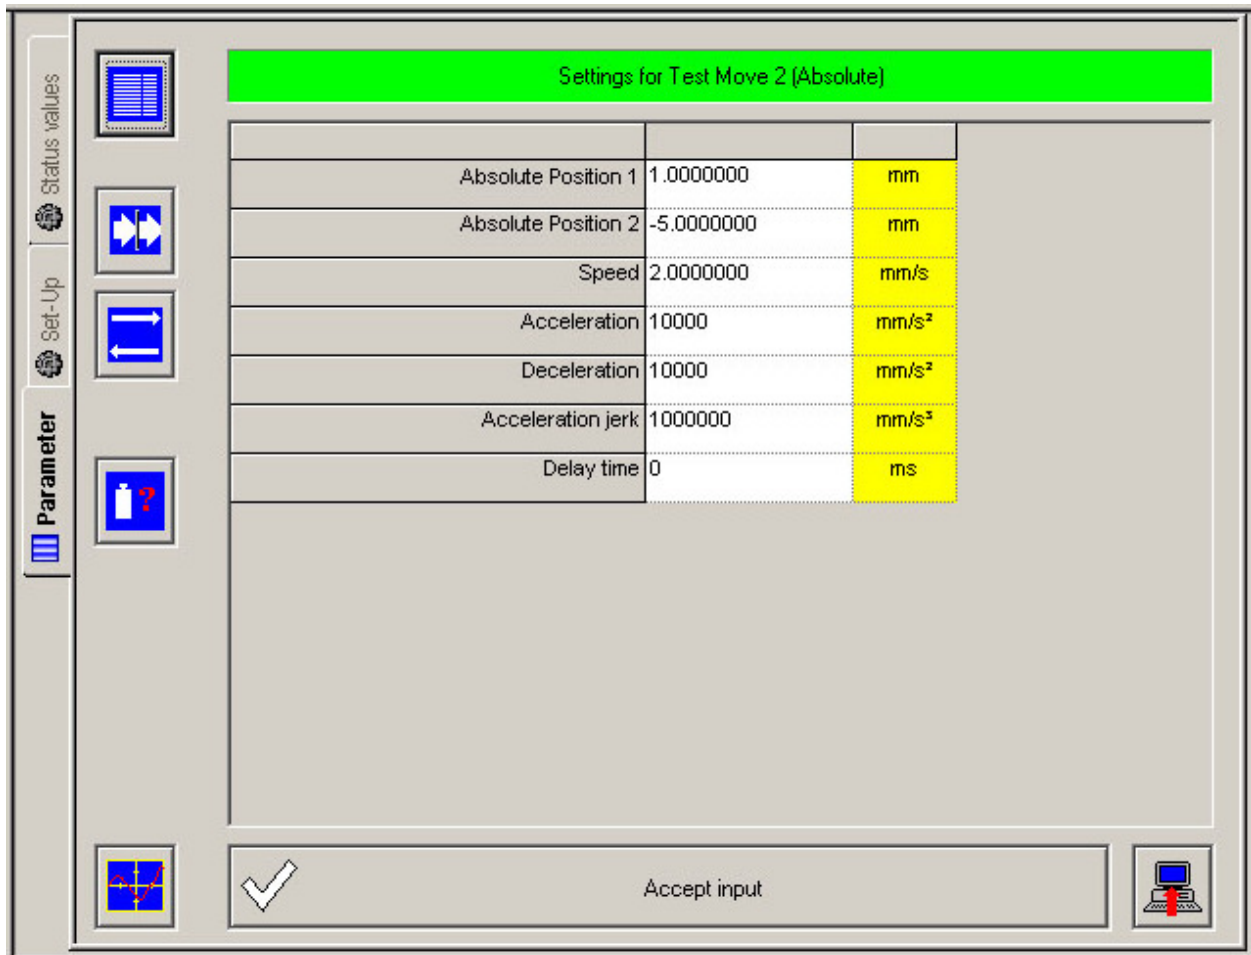 Status values
Set-Up
Parameter
Settings for Test Move 2 (Absolute)
Absolute Position 1 1.0000000 mm
Absolute Position 2 -5.0000000 mm
Speed 2.0000000 mm/s
Acceleration 10000 mm/s²
Deceleration 10000 mm/s²
Acceleration jerk 1000000 mm/s³
Delay time 0 ms
?
Accept input